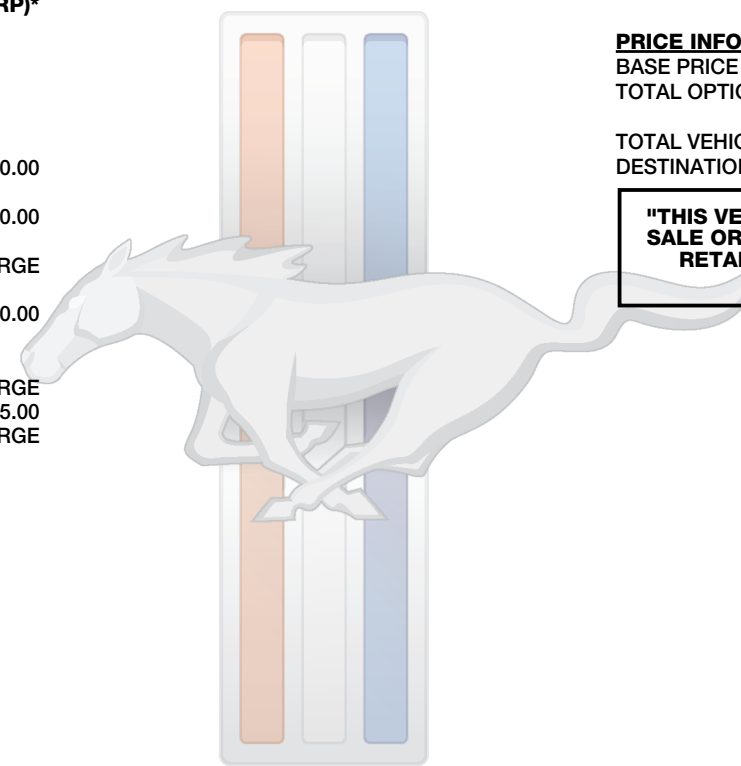 RP)*
0.00
0.00
RGE
0.00
RGE
5.00
RGE
PRICE INFO
BASE PRICE
TOTAL OPTIO
TOTAL VEHIC
DESTINATION
"THIS VE
SALE OR
RETAI